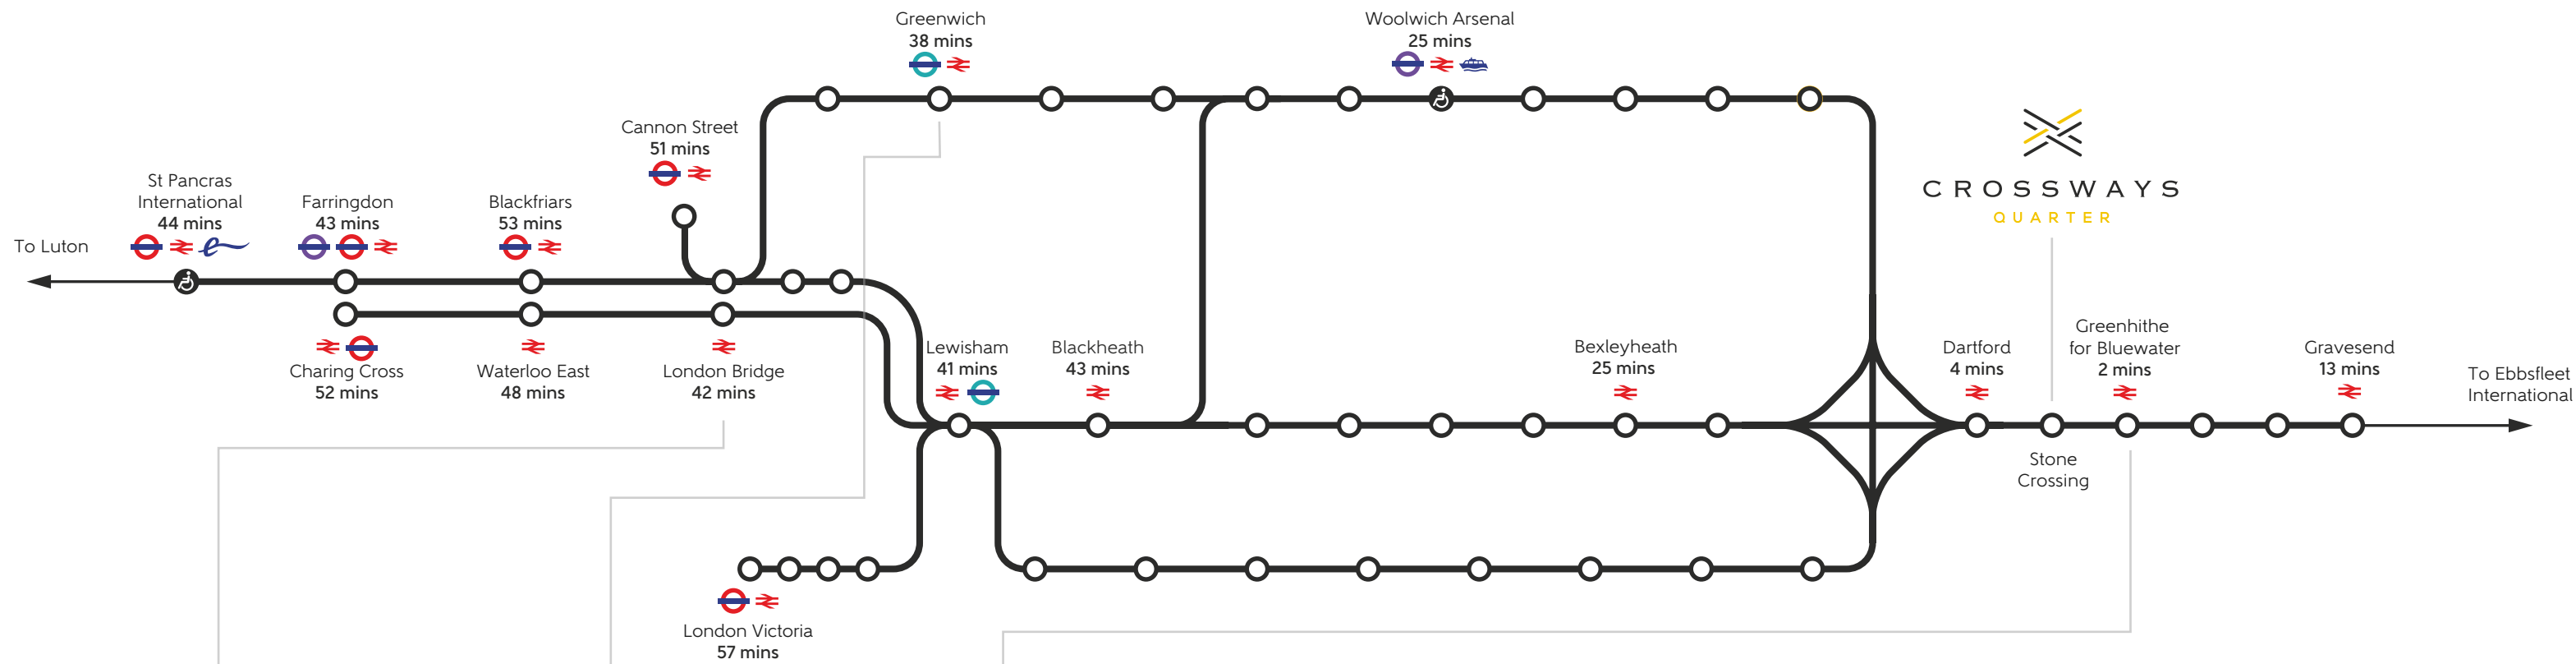 Greenwich
38 mins
Woolwich Arsenal
25 mins
Cannon Street
51 mins
CROSSWAYS
QUARTER
St Pancras
International
44 mins
Farringdon
43 mins
Blackfriars
53 mins
To Luton
Charing Cross
52 mins
Waterloo East
48 mins
London Bridge
42 mins
Lewisham
41 mins
Blackheath
43 mins
Bexleyheath
25 mins
Dartford
4 mins
Greenhithe
for Bluewater
2 mins
Gravesend
13 mins
To Ebbsfleet
International
Stone
Crossing
London Victoria
57 mins